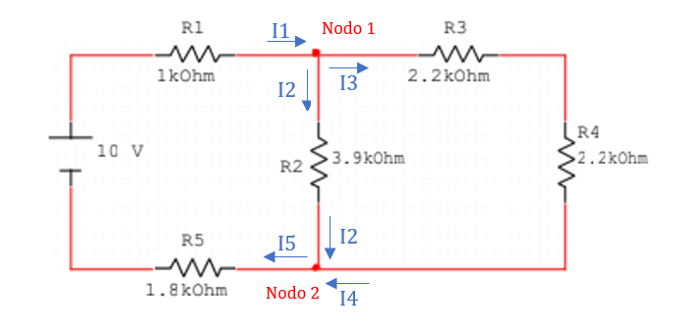 R1
I1
Nodo 1
R3
1kOhm
I2
I3
2.2kOhm
10 V
R2
3.9kOhm
R4
2.2kOhm
R5
I5
I2
1.8kOhm
Nodo 2
I4